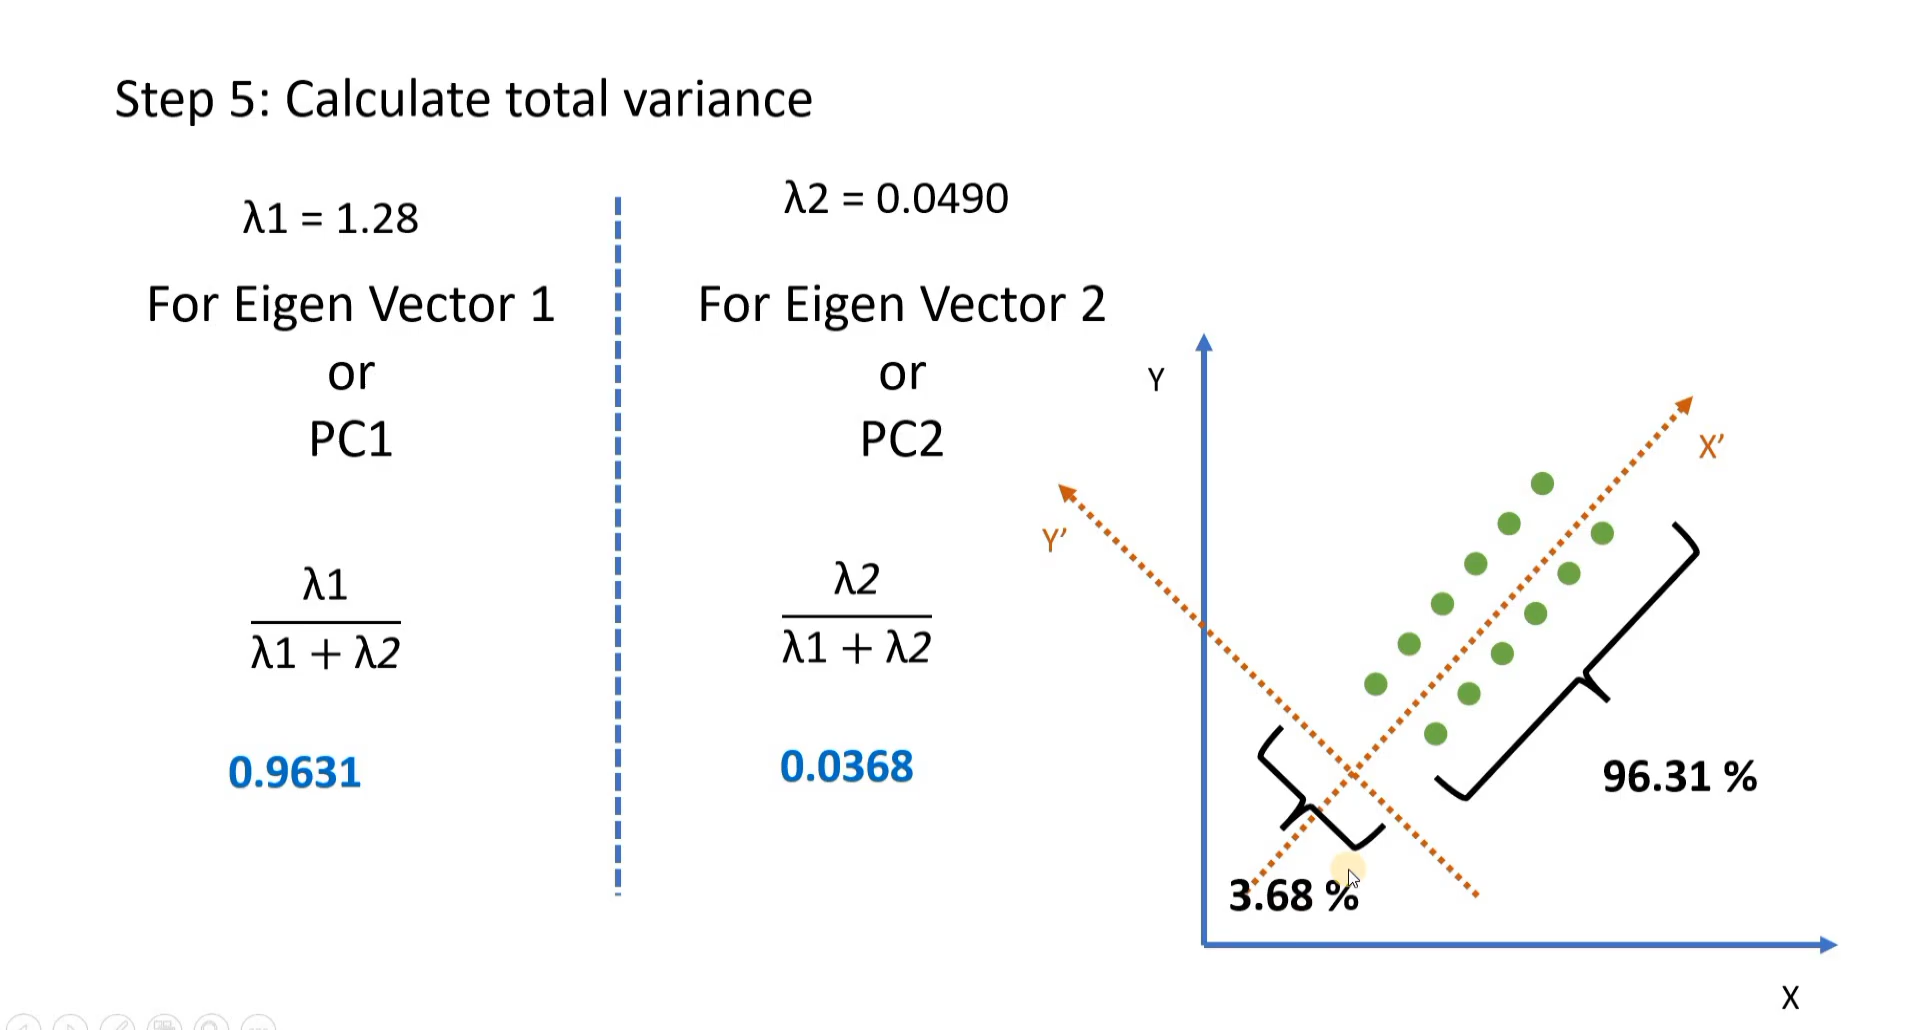 Step 5: Calculate total variance
λ1 = 1.28
For Eigen Vector 1
or
PC1
λ1
λ1 + λ2
0.9631
λ2 = 0.0490
For Eigen Vector 2
or
PC2
λ2
λ1 + λ2
0.0368
Y
X’
Y’
96.31 %
3.68 %
X